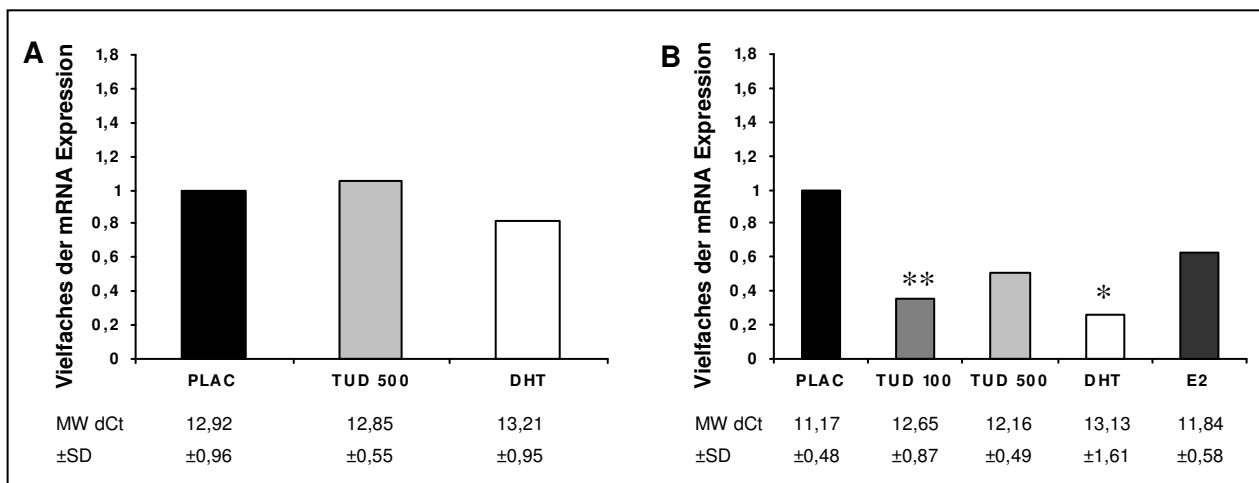 A
Vielfaches der mRNA Expression
1,8
1,6
1,4
1,2
1
0,8
0,6
0,4
0,2
0
PLAC TUD 500 DHT
MW dCt 12,92 12,85 13,21
±SD ±0,96 ±0,55 ±0,95
B
Vielfaches der mRNA Expression
1,8
1,6
1,4
1,2
1
0,8
0,6
0,4
0,2
0
** *
PLAC TUD 100 TUD 500 DHT E2
MW dCt 11,17 12,65 12,16 13,13 11,84
±SD ±0,48 ±0,87 ±0,49 ±1,61 ±0,58